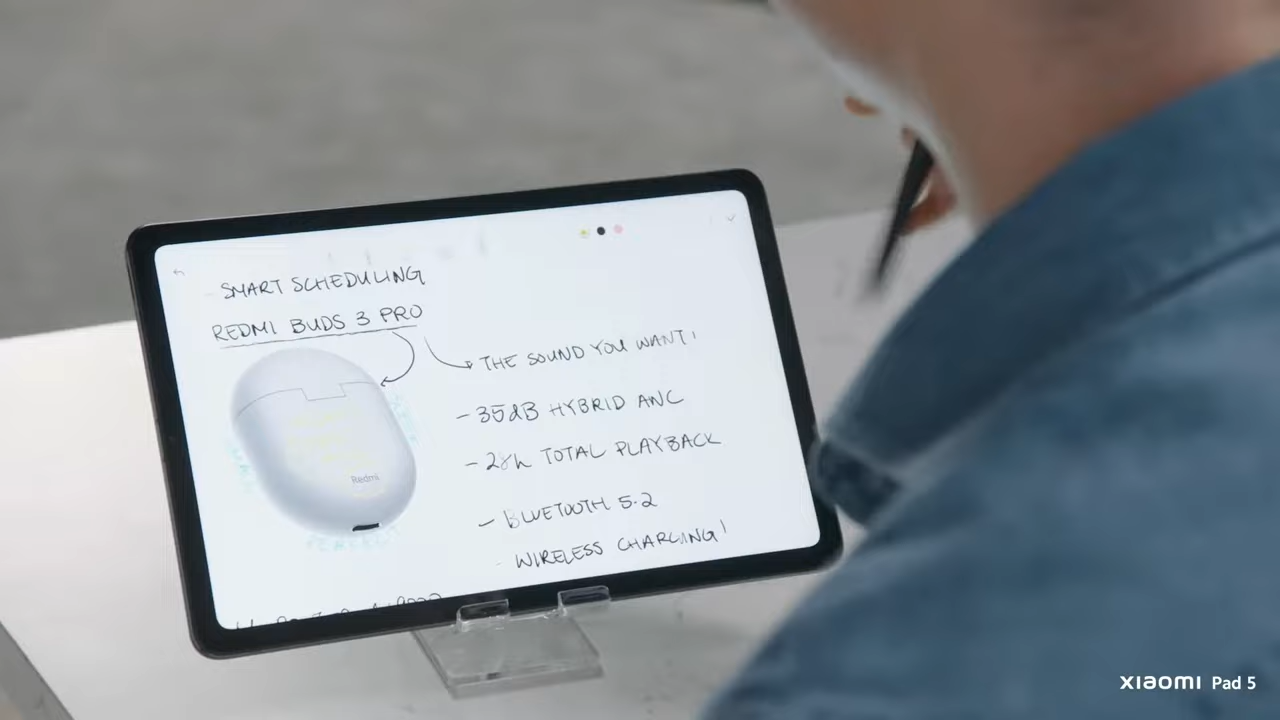 SMART SCHEDULING
REDMI BUDS 3 PRO
THE SOUND YOU WANT!
- 35dB HYBRID ANC
- 28h TOTAL PLAYBACK
- BLUETOOTH 5.2
- WIRELESS CHARGING!
Redmi
xiaomi Pad 5